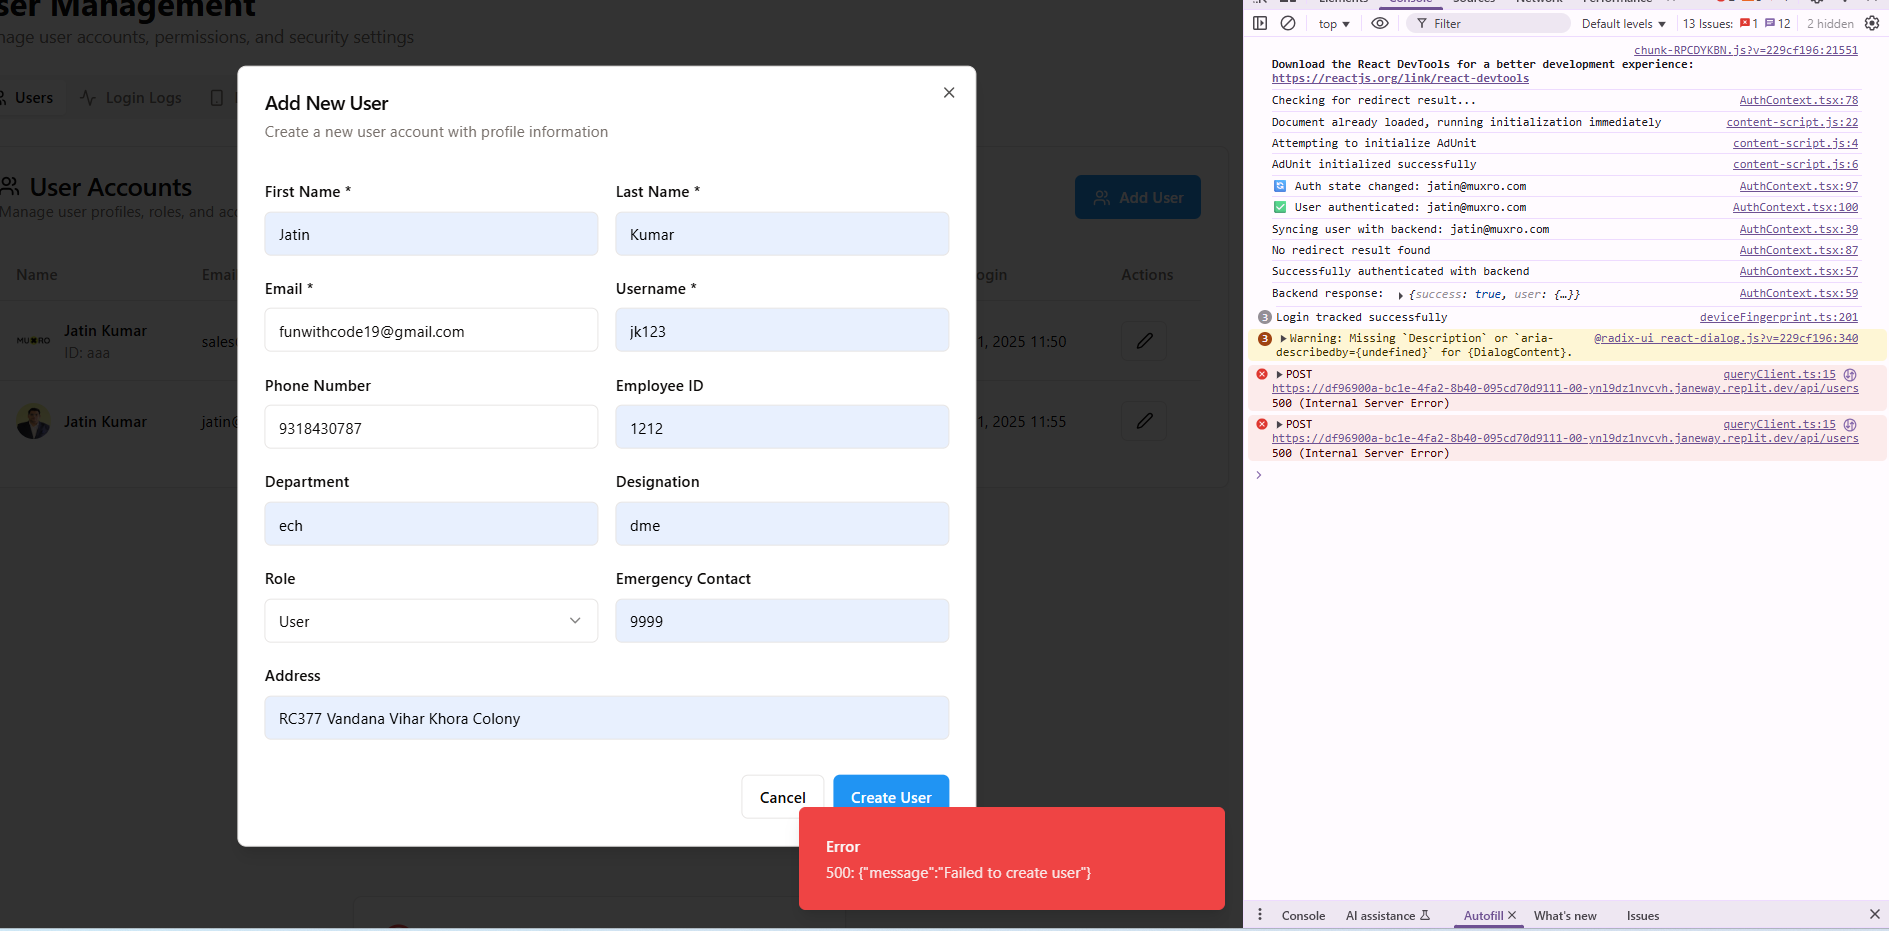 ser Management
nage user accounts, permissions, and security settings
Users
Login Logs
User Accounts
Manage user profiles, roles, and acc
Add User
Name
Emai
ogin
Actions
MUXRO
Jatin Kumar
ID: aaa
sales
1, 2025 11:50
Jatin Kumar
jatin@
1, 2025 11:55
Add New User
Create a new user account with profile information
First Name *
Last Name *
Jatin
Kumar
Email *
Username *
funwithcode19@gmail.com
jk123
Phone Number
Employee ID
9318430787
1212
Department
Designation
ech
dme
Role
Emergency Contact
User
9999
Address
RC377 Vandana Vihar Khora Colony
Cancel
Create User
Error
500: {"message":"Failed to create user"}
Elements
Console
Sources
Network
Performance
top
Filter
Default levels
13 Issues:
1
12
2 hidden
chunk-RPCDYKBN.js?v=229cf196:21551
Download the React DevTools for a better development experience:
https://reactjs.org/link/react-devtools
Checking for redirect result... AuthContext.tsx:78
Document already loaded, running initialization immediately content-script.js:22
Attempting to initialize AdUnit content-script.js:4
AdUnit initialized successfully content-script.js:6
Auth state changed: jatin@muxro.com AuthContext.tsx:97
User authenticated: jatin@muxro.com AuthContext.tsx:100
Syncing user with backend: jatin@muxro.com AuthContext.tsx:39
No redirect result found AuthContext.tsx:87
Successfully authenticated with backend AuthContext.tsx:57
Backend response: {success: true, user: {…}} AuthContext.tsx:59
3 Login tracked successfully deviceFingerprint.ts:201
3 Warning: Missing `Description` or `aria- @radix-ui react-dialog.js?v=229cf196:340
describedby={undefined}` for {DialogContent}.
POST queryClient.ts:15
https://df96900a-bc1e-4fa2-8b40-095cd70d9111-00-ynl9dz1nvcvh.janeway.replit.dev/api/users
500 (Internal Server Error)
POST queryClient.ts:15
https://df96900a-bc1e-4fa2-8b40-095cd70d9111-00-ynl9dz1nvcvh.janeway.replit.dev/api/users
500 (Internal Server Error)
Console
AI assistance
Autofill
What's new
Issues